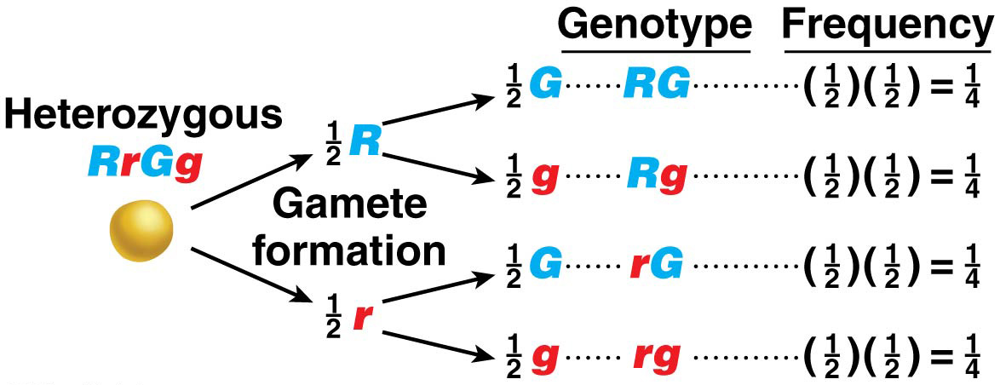 Genotype Frequency
1/2 G······RG··········(1/2)(1/2) = 1/4
Heterozygous
RrGg
1/2 R
1/2 g······Rg··········(1/2)(1/2) = 1/4
Gamete
formation
1/2 G······rG··········(1/2)(1/2) = 1/4
1/2 r
1/2 g······rg··········(1/2)(1/2) = 1/4